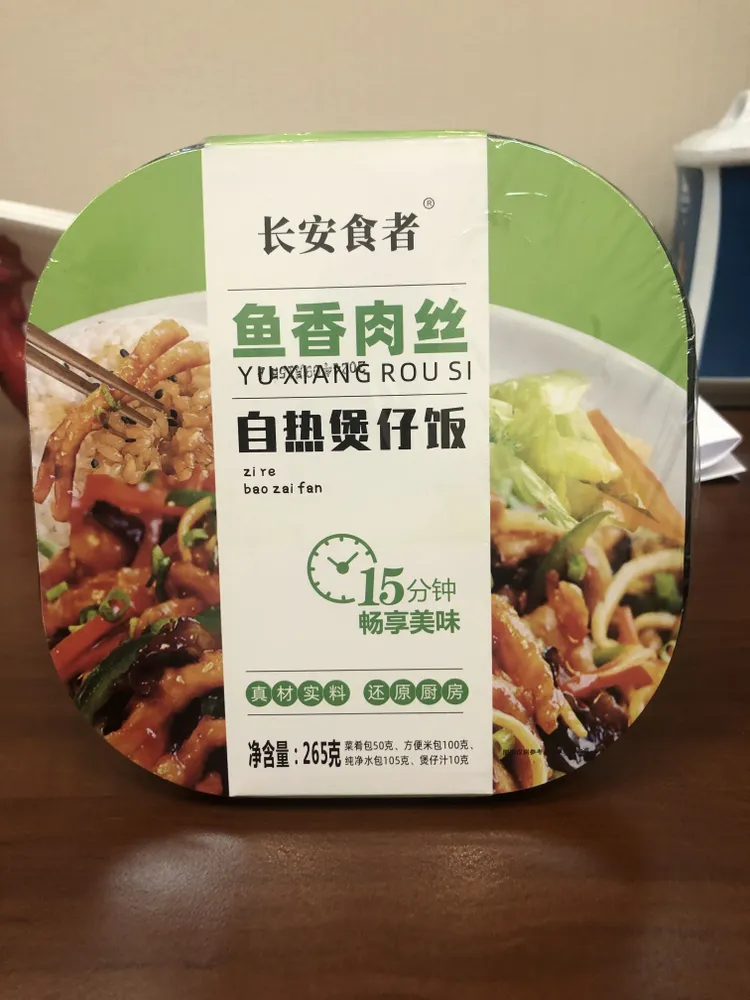 长安食者®
鱼香肉丝
YU XIANG ROU SI
自热煲仔饭
zi re
bao zai fan
15分钟
畅享美味
真材实料 还原厨房
净含量：265克 菜肴包50克、方便米包100克、
纯净水包105克、煲仔汁10克